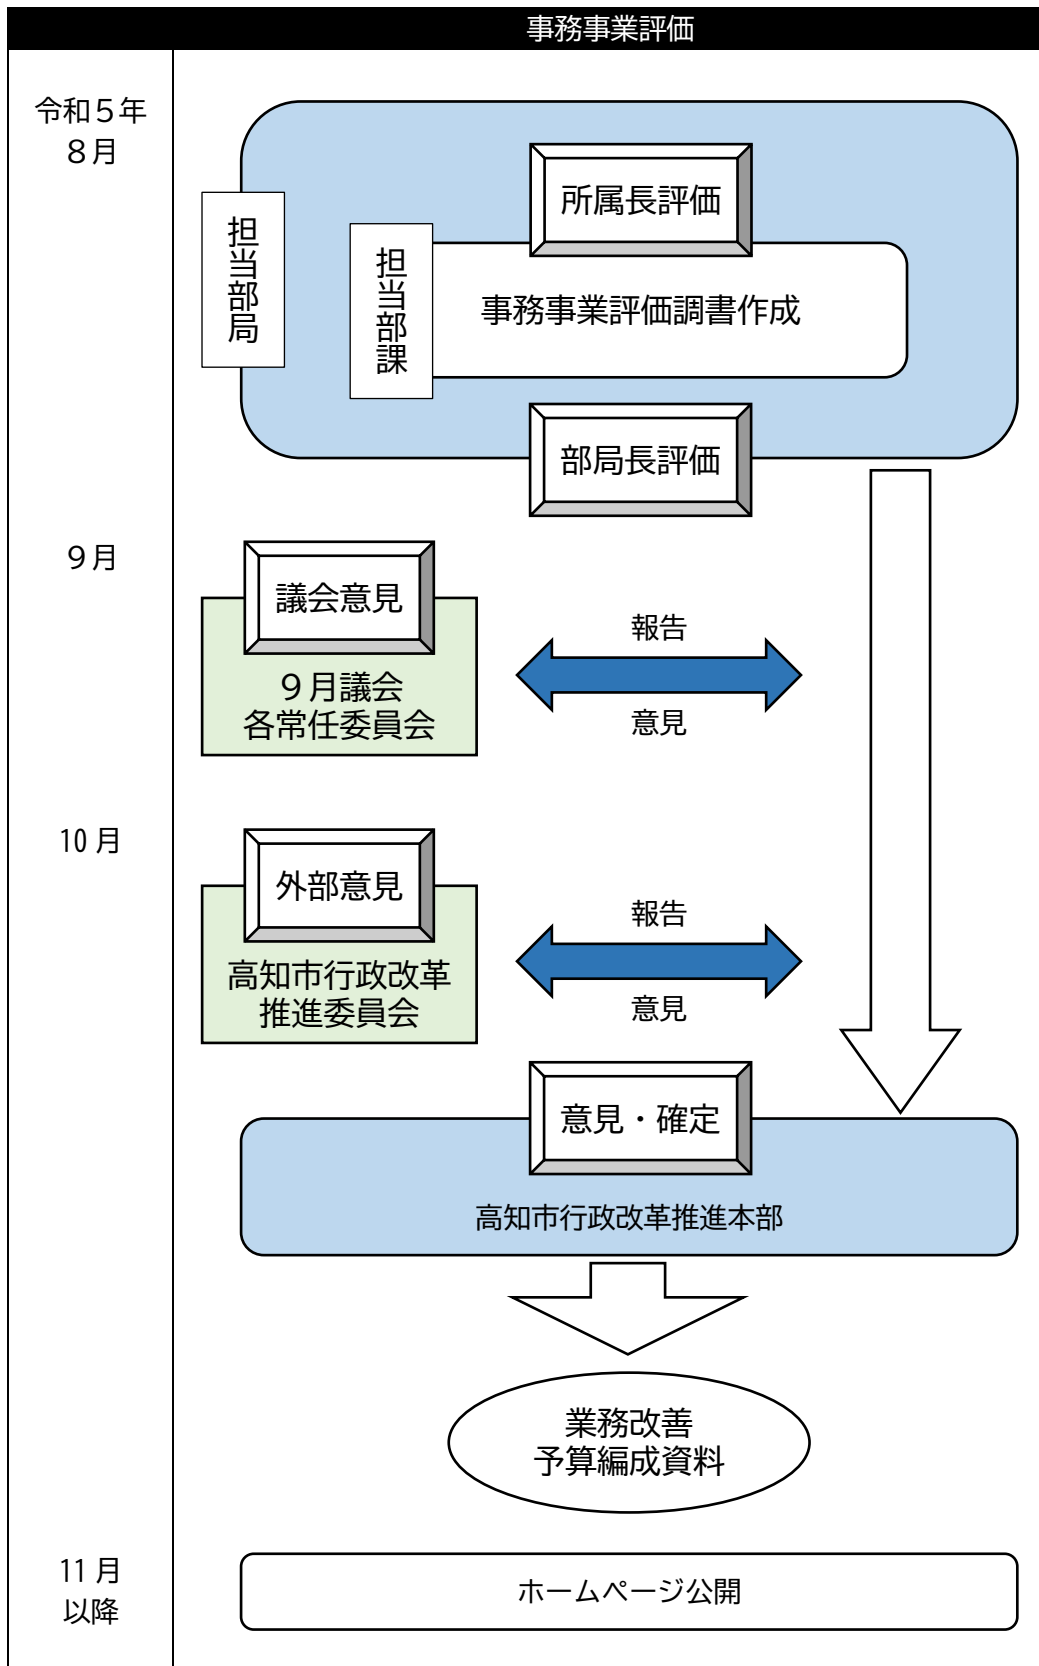 事務事業評価
令和５年
８月
所属長評価
担当部局
担当部課
事務事業評価調書作成
部局長評価
９月
議会意見
９月議会
各常任委員会
報告
意見
10 月
外部意見
高知市行政改革
推進委員会
報告
意見
意見・確定
高知市行政改革推進本部
業務改善
予算編成資料
11 月
以降
ホームページ公開